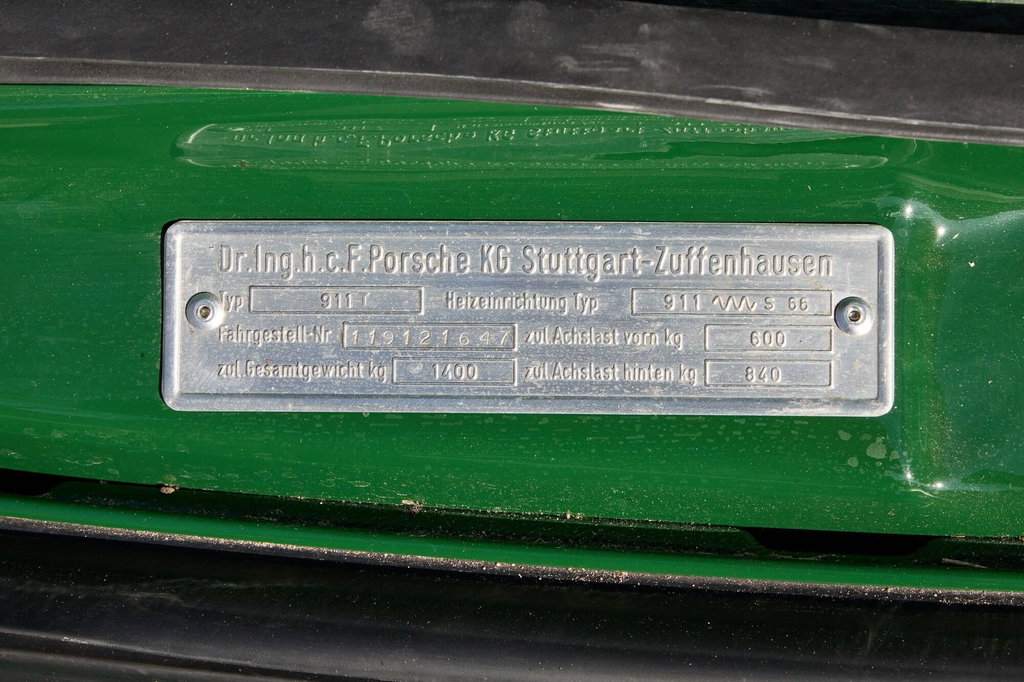 Dr.Ing.h.c.F.Porsche KG Stuttgart-Zuffenhausen
Typ 911T Heizeinrichtung Typ 911 S 66
Fahrgestell-Nr. 119121647 zul.Achslast vorn kg 600
zul.Gesamtgewicht kg 1400 zul.Achslast hinten kg 840